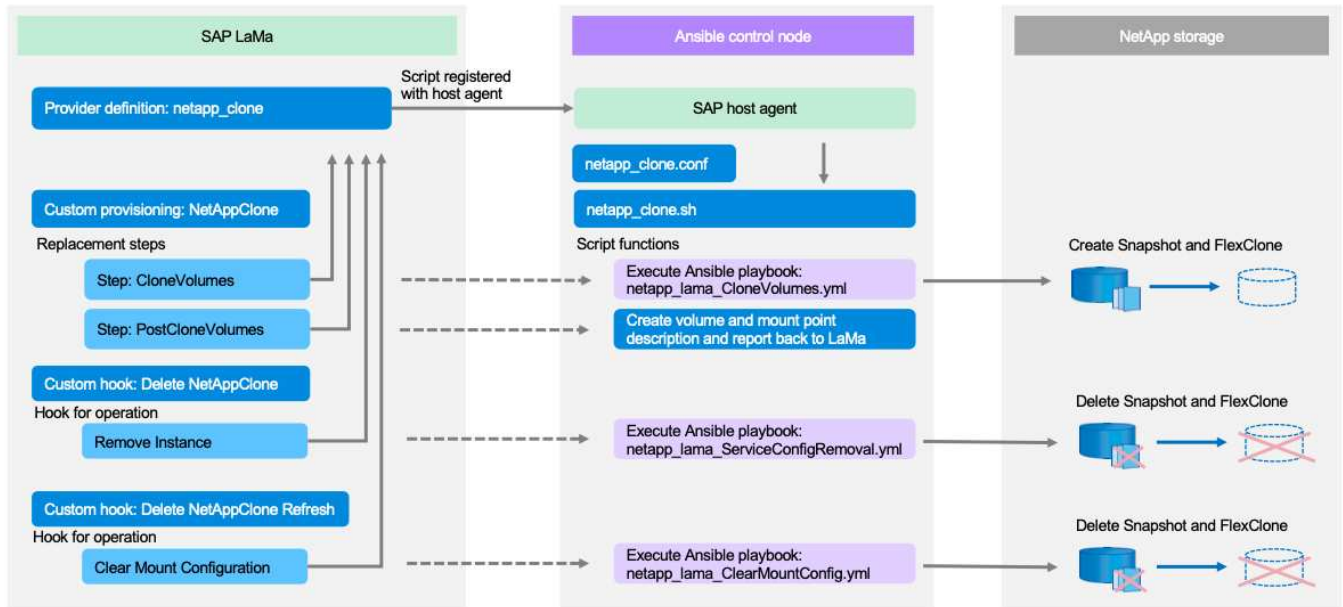 SAP LaMa
Ansible control node
NetApp storage
Script registered
with host agent
Provider definition: netapp_clone
SAP host agent
netapp_clone.conf
Custom provisioning: NetAppClone
netapp_clone.sh
Replacement steps
Script functions
Create Snapshot and FlexClone
Step: CloneVolumes
Execute Ansible playbook:
netapp_lama_CloneVolumes.yml
Step: PostCloneVolumes
Create volume and mount point
description and report back to LaMa
Custom hook: Delete NetAppClone
Hook for operation
Delete Snapshot and FlexClone
Remove Instance
Execute Ansible playbook:
netapp_lama_ServiceConfigRemoval.yml
Custom hook: Delete NetAppClone Refresh
Hook for operation
Delete Snapshot and FlexClone
Clear Mount Configuration
Execute Ansible playbook:
netapp_lama_ClearMountConfig.yml